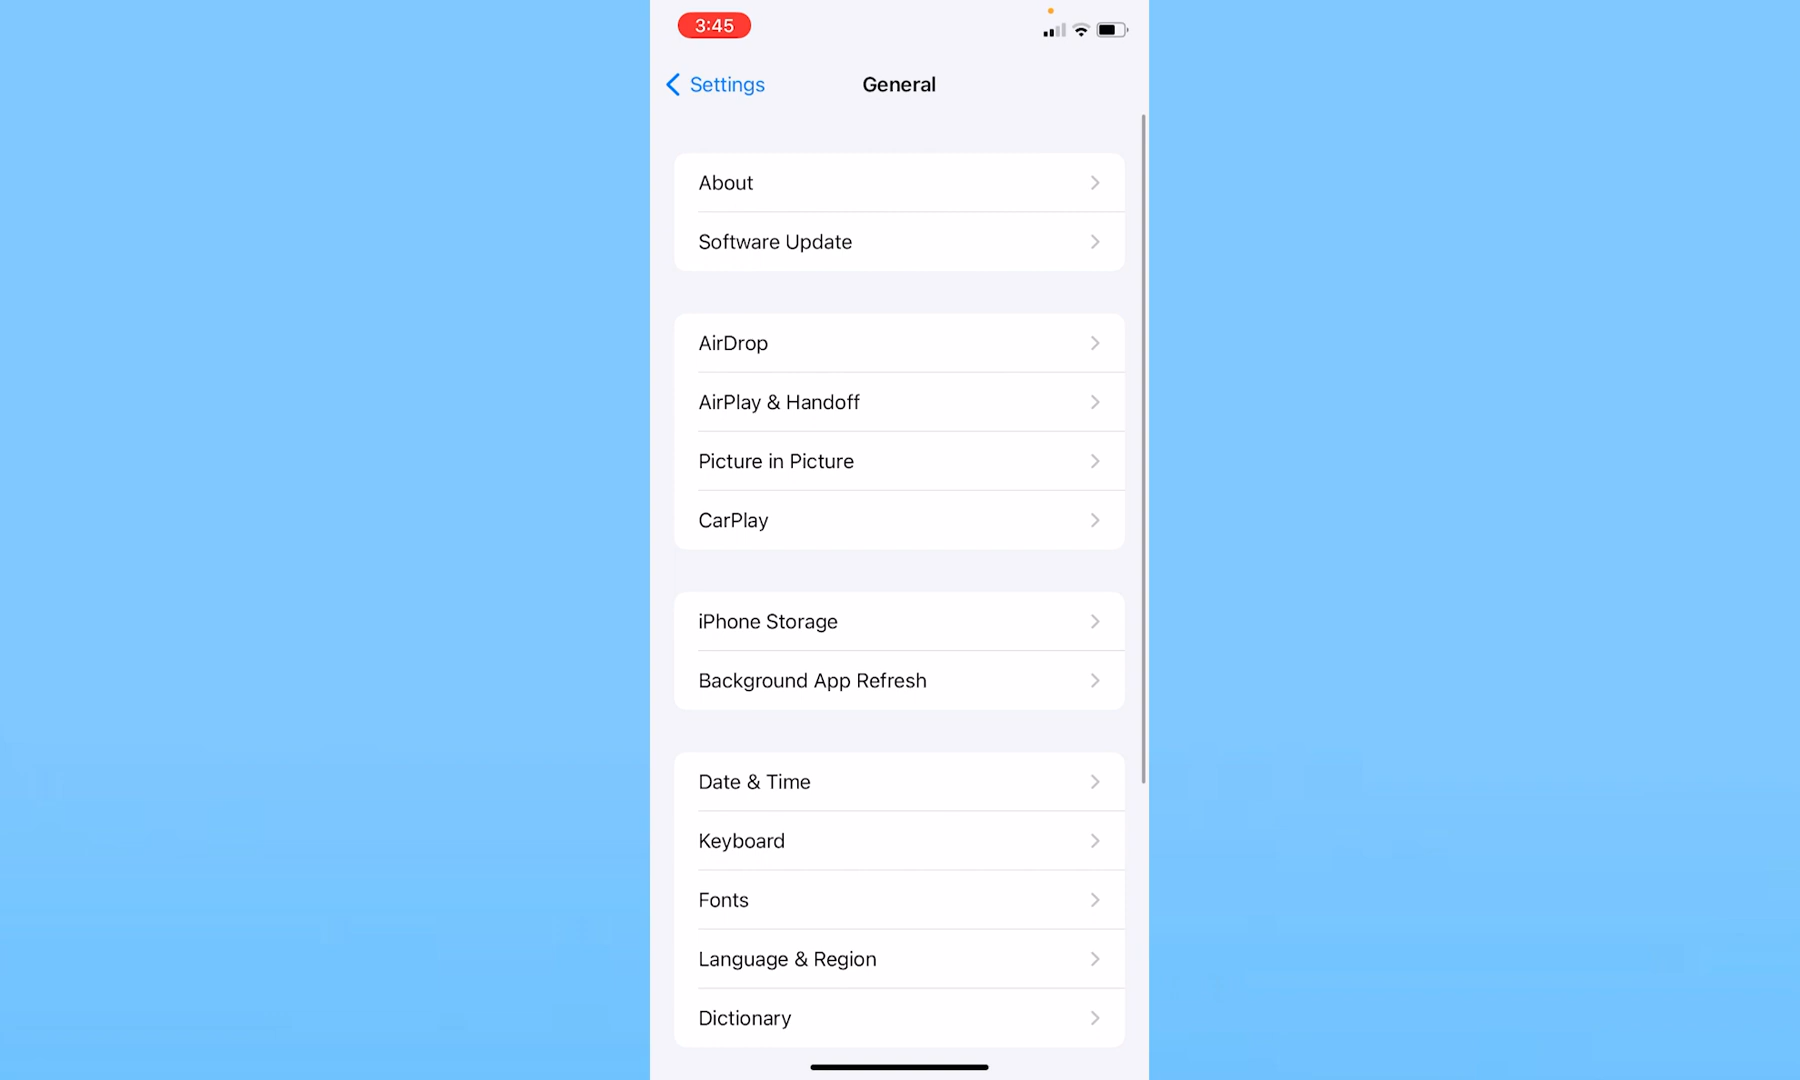 3:45
Settings
General
About
Software Update
AirDrop
AirPlay & Handoff
Picture in Picture
CarPlay
iPhone Storage
Background App Refresh
Date & Time
Keyboard
Fonts
Language & Region
Dictionary